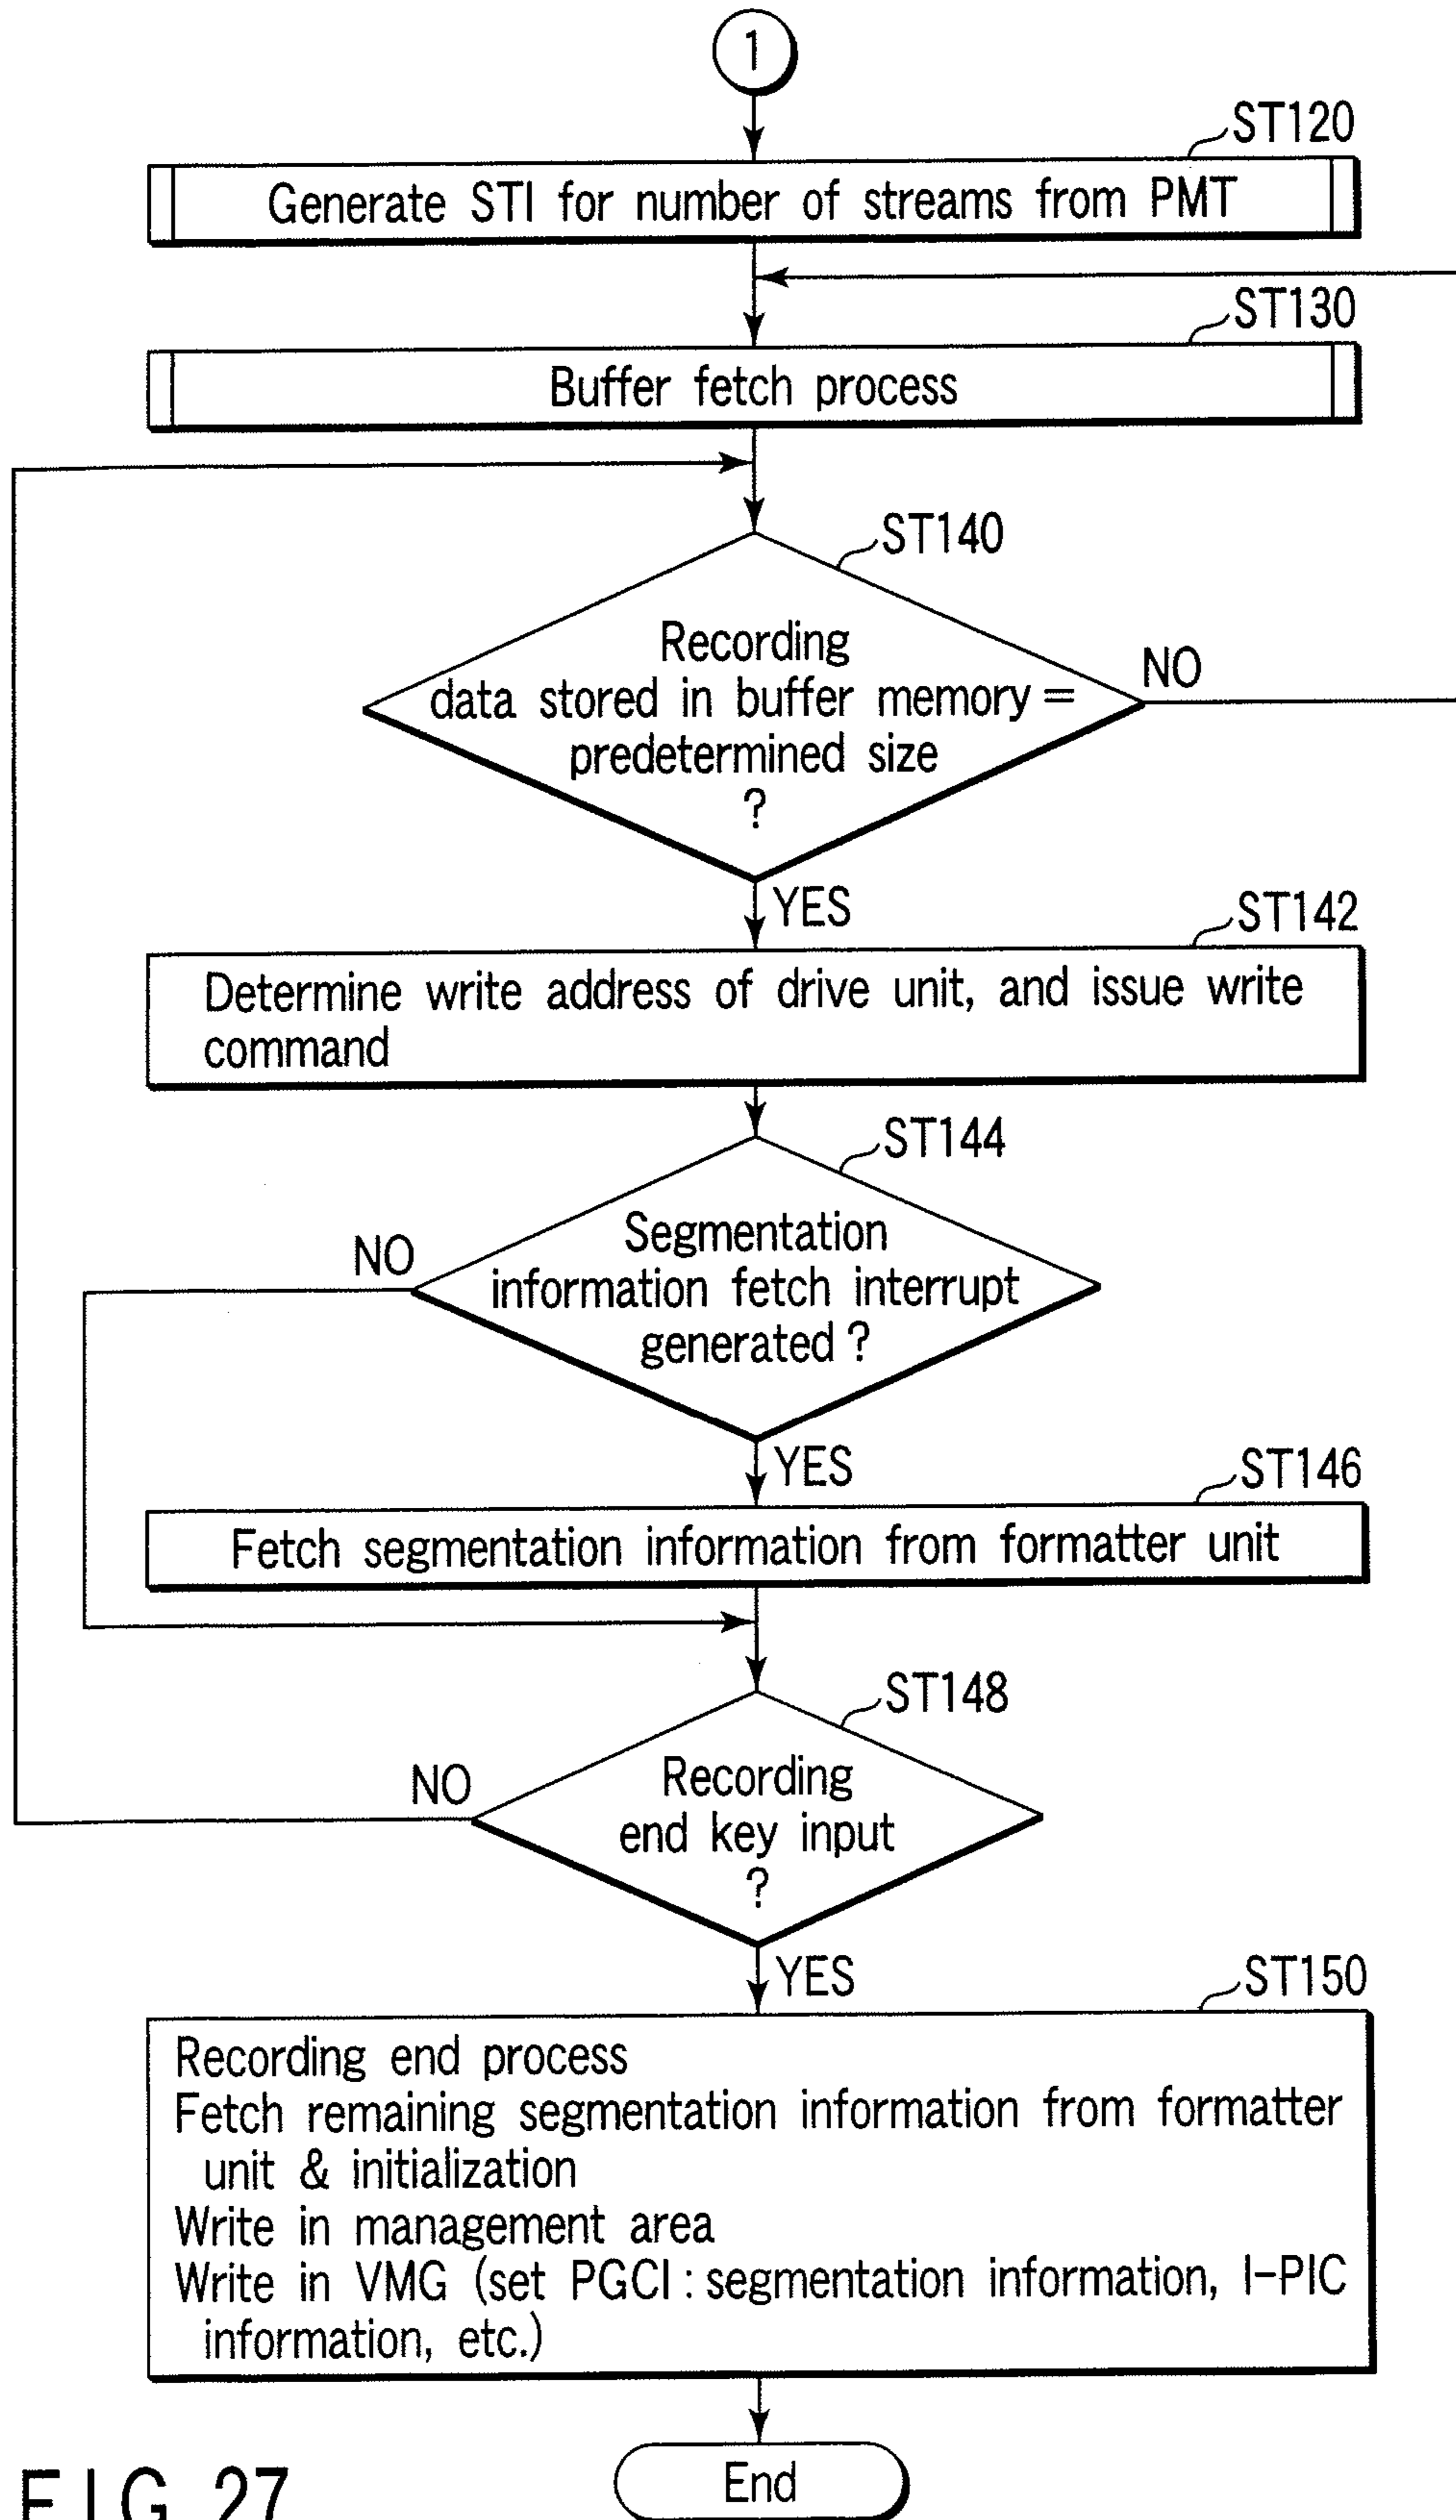 1
ST120
Generate STI for number of streams from PMT
ST130
Buffer fetch process
ST140
Recording
data stored in buffer memory =
predetermined size
?
NO
YES
ST142
Determine write address of drive unit, and issue write
command
ST144
Segmentation
information fetch interrupt
generated ?
NO
YES
ST146
Fetch segmentation information from formatter unit
ST148
Recording
end key input
?
NO
YES
ST150
Recording end process
Fetch remaining segmentation information from formatter
unit & initialization
Write in management area
Write in VMG (set PGCI : segmentation information, I-PIC
information, etc.)
End
FIG. 27